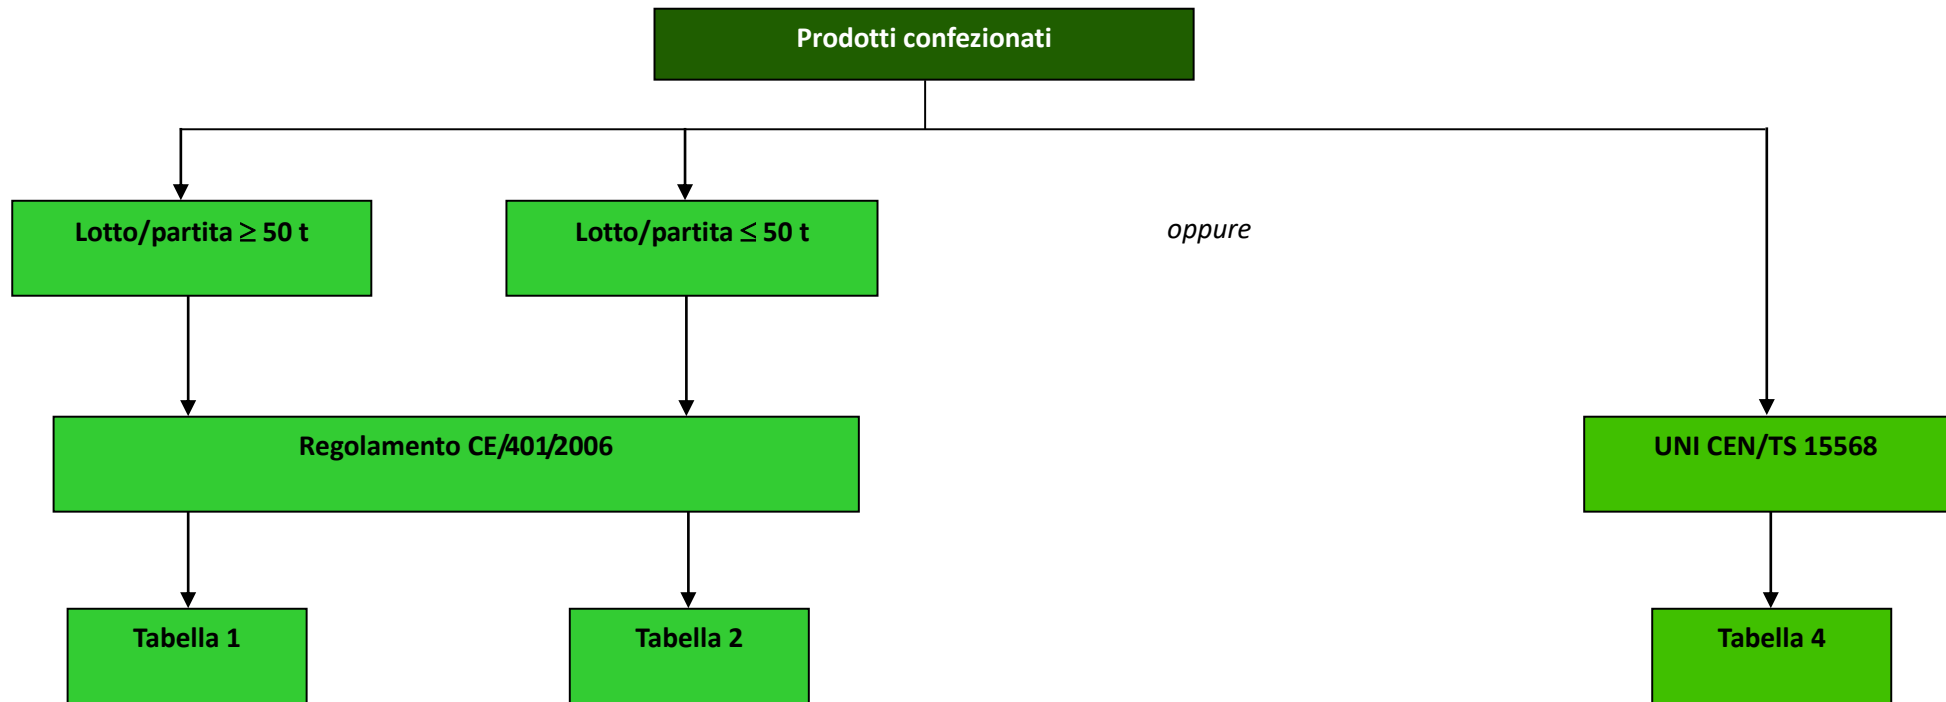 Prodotti confezionati
Lotto/partita ≥ 50 t
Lotto/partita ≤ 50 t
oppure
Regolamento CE/401/2006
UNI CEN/TS 15568
Tabella 1
Tabella 2
Tabella 4